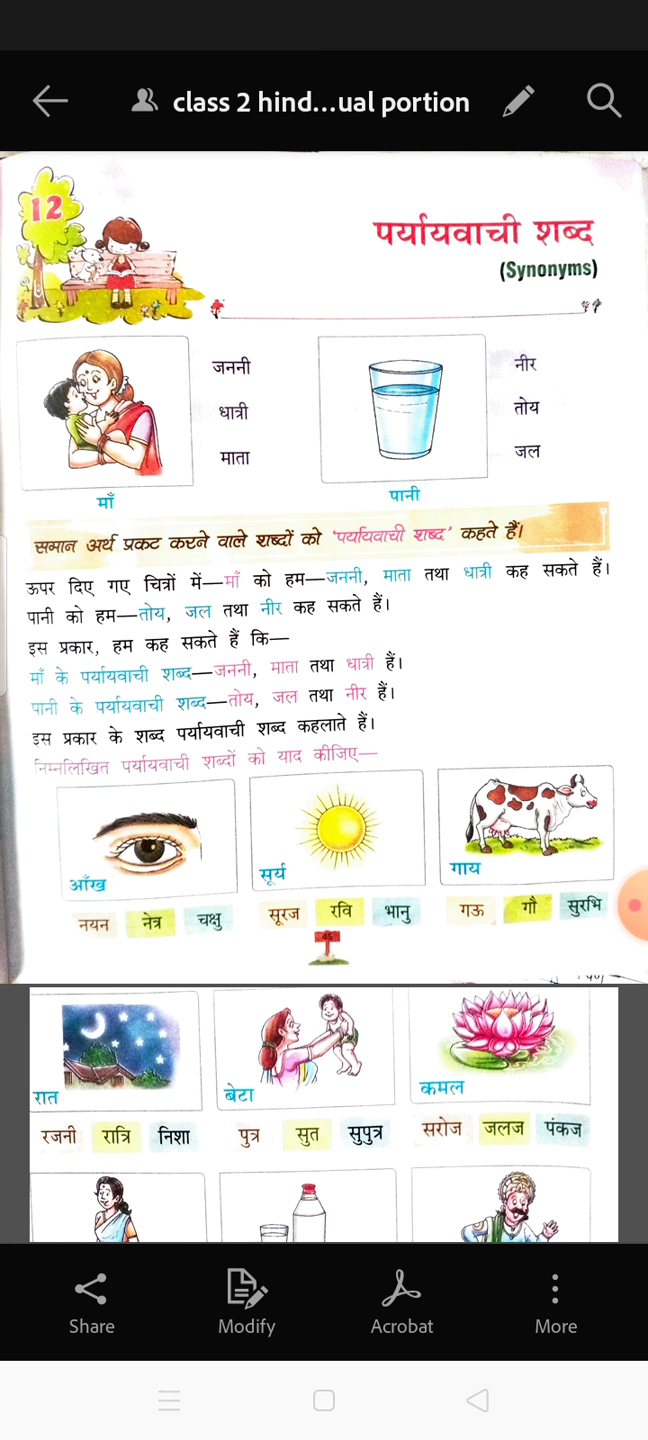 class 2 hind...ual portion
12
पर्यायवाची शब्द
(Synonyms)
जननी
धात्री
माता
माँ
नीर
तोय
जल
पानी
समान अर्थ प्रकट करने वाले शब्दों को 'पर्यायवाची शब्द' कहते हैं।
ऊपर दिए गए चित्रों में—माँ को हम—जननी, माता तथा धात्री कह सकते हैं।
पानी को हम—तोय, जल तथा नीर कह सकते हैं।
इस प्रकार, हम कह सकते हैं कि—
माँ के पर्यायवाची शब्द—जननी, माता तथा धात्री हैं।
पानी के पर्यायवाची शब्द—तोय, जल तथा नीर हैं।
इस प्रकार के शब्द पर्यायवाची शब्द कहलाते हैं।
निम्नलिखित पर्यायवाची शब्दों को याद कीजिए—
आँख सूर्य गाय
नयन नेत्र चक्षु सूरज रवि भानु गऊ गौ सुरभि
45
रात बेटा कमल
रजनी रात्रि निशा पुत्र सुत सुपुत्र सरोज जलज पंकज
Share Modify Acrobat More